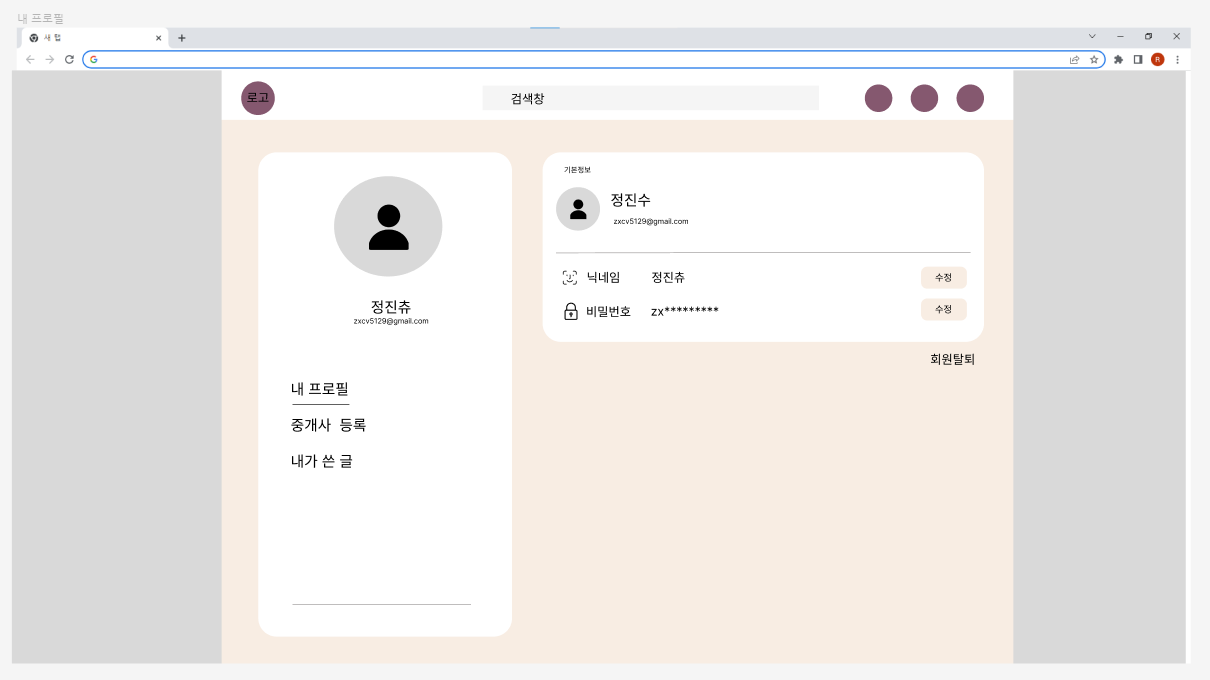 내 프로필
새 탭
R
로고
검색창
정진츄
zxcv5129@gmail.com
내 프로필
중개사 등록
내가 쓴 글
기본정보
정진수
zxcv5129@gmail.com
닉네임 정진츄 수정
비밀번호 zx********* 수정
회원탈퇴